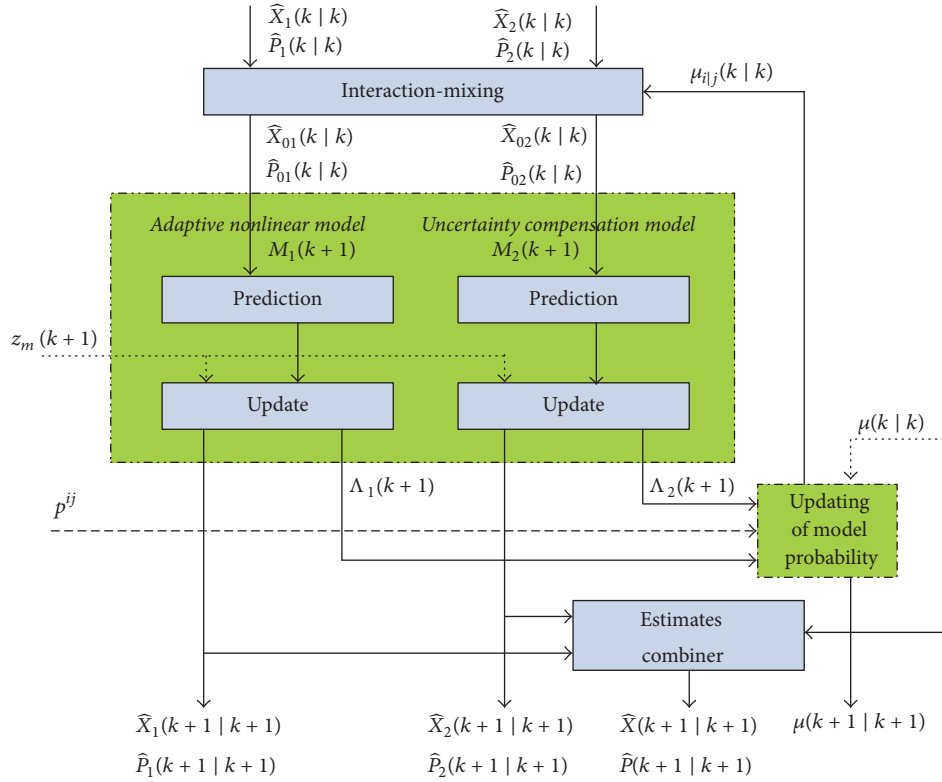 X̂₁(k | k)
P̂₁(k | k)
X̂₂(k | k)
P̂₂(k | k)
Interaction-mixing
μᵢ|ⱼ(k | k)
X̂₀₁(k | k)
P̂₀₁(k | k)
X̂₀₂(k | k)
P̂₀₂(k | k)
Adaptive nonlinear model
M₁(k + 1)
Uncertainty compensation model
M₂(k + 1)
Prediction
Prediction
zₘ(k + 1)
Update
Update
μ(k | k)
Λ₁(k + 1)
Λ₂(k + 1)
pⁱʲ
Updating
of model
probability
Estimates
combiner
X̂₁(k + 1 | k + 1)
P̂₁(k + 1 | k + 1)
X̂₂(k + 1 | k + 1)
P̂₂(k + 1 | k + 1)
X̂(k + 1 | k + 1)
P̂(k + 1 | k + 1)
μ(k + 1 | k + 1)